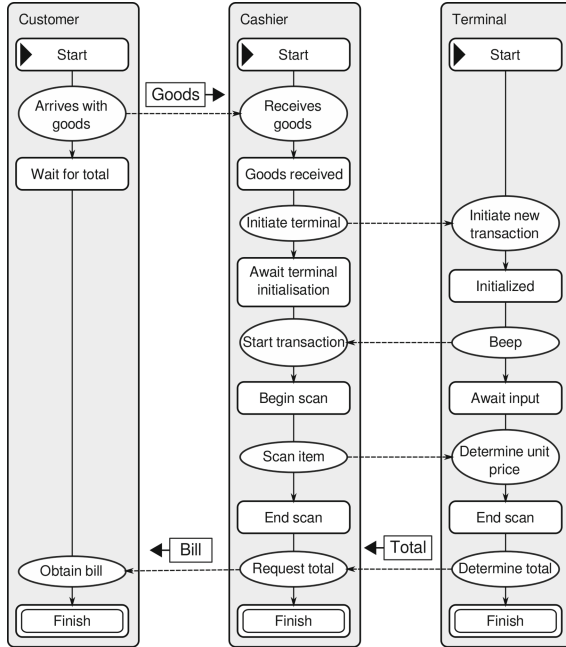 Customer
Start
Arrives with
goods
Wait for total
Obtain bill
Finish
Goods
Bill
Cashier
Start
Receives
goods
Goods received
Initiate terminal
Await terminal
initialisation
Start transaction
Begin scan
Scan item
End scan
Request total
Finish
Total
Terminal
Start
Initiate new
transaction
Initialized
Beep
Await input
Determine unit
price
End scan
Determine total
Finish